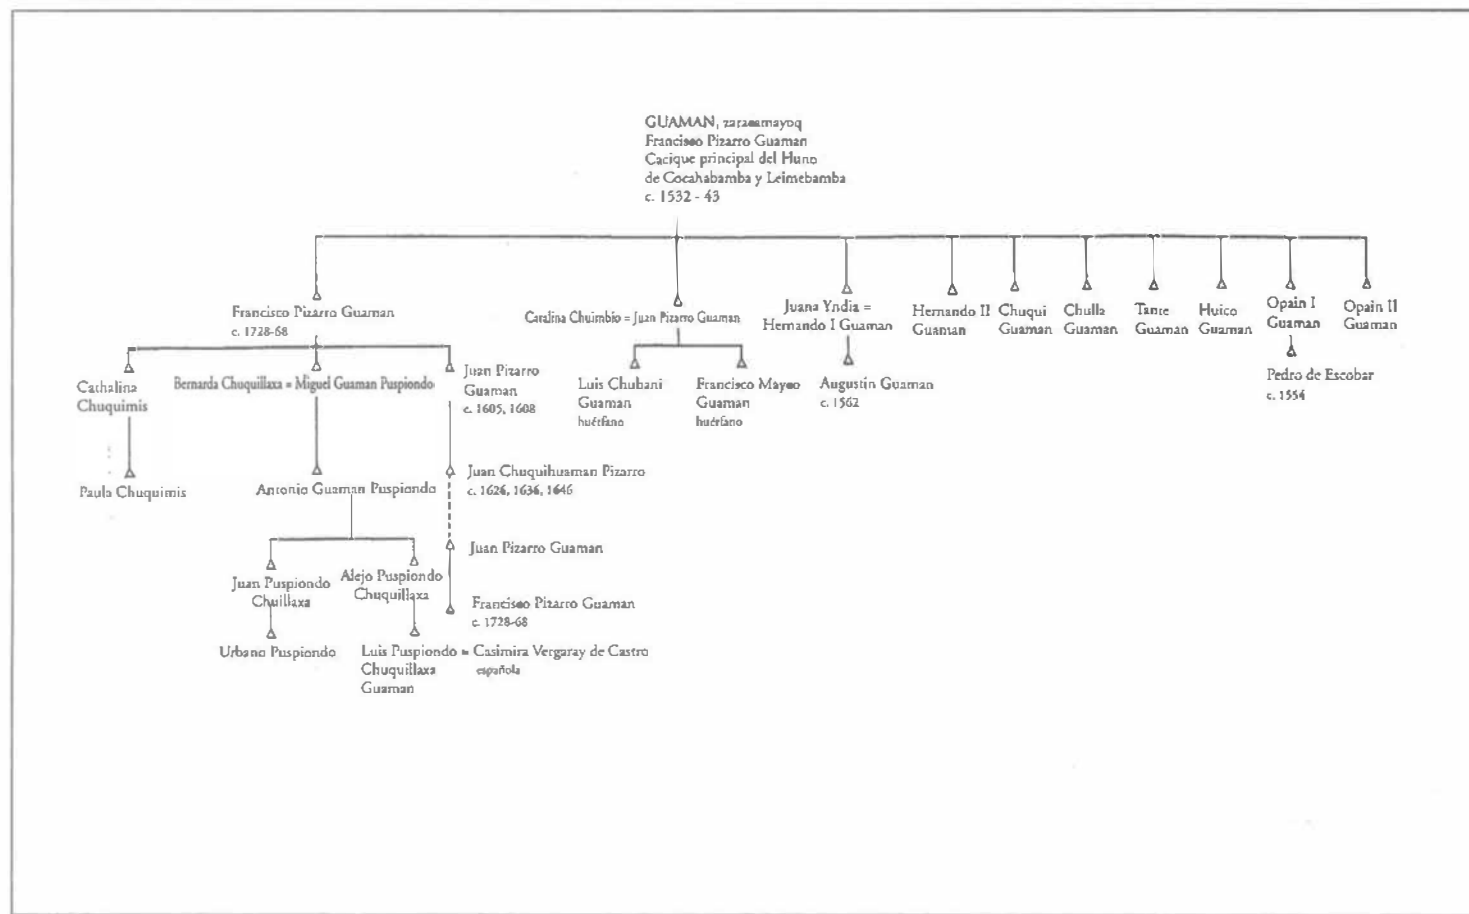 GUAMAN, zaracamayoq
Francisco Pizarro Guaman
Cacique principal del Huno
de Cocahabamba y Leimebamba
c. 1532 - 43
Francisco Pizarro Guaman
c. 1728-68
Catalina Chuimbio = Juan Pizarro Guaman
Juana Yndia =
Hernando I Guaman
Hernando II
Guaman
Chuqui
Guaman
Chulla
Guaman
Tante
Guaman
Huico
Guaman
Opain I
Guaman
Opain II
Guaman
Cathalina
Chuquimis
Bernarda Chuquillaxa = Miguel Guaman Puspiondo
Juan Pizarro
Guaman
c. 1605, 1608
Luis Chubani
Guaman
huérfano
Francisco Mayco
Guaman
huérfano
Augustin Guaman
c. 1562
Pedro de Escobar
c. 1554
Paula Chuquimis
Antonio Guaman Puspiondo
Juan Chuquihuaman Pizarro
c. 1626, 1636, 1646
Juan Puspiondo
Chuillaxa
Alejo Puspiondo
Chuquillaxa
Juan Pizarro Guaman
Francisco Pizarro Guaman
c. 1728-68
Urbano Puspiondo
Luis Puspiondo = Casimira Vergaray de Castro
Chuquillaxa
Guaman
española